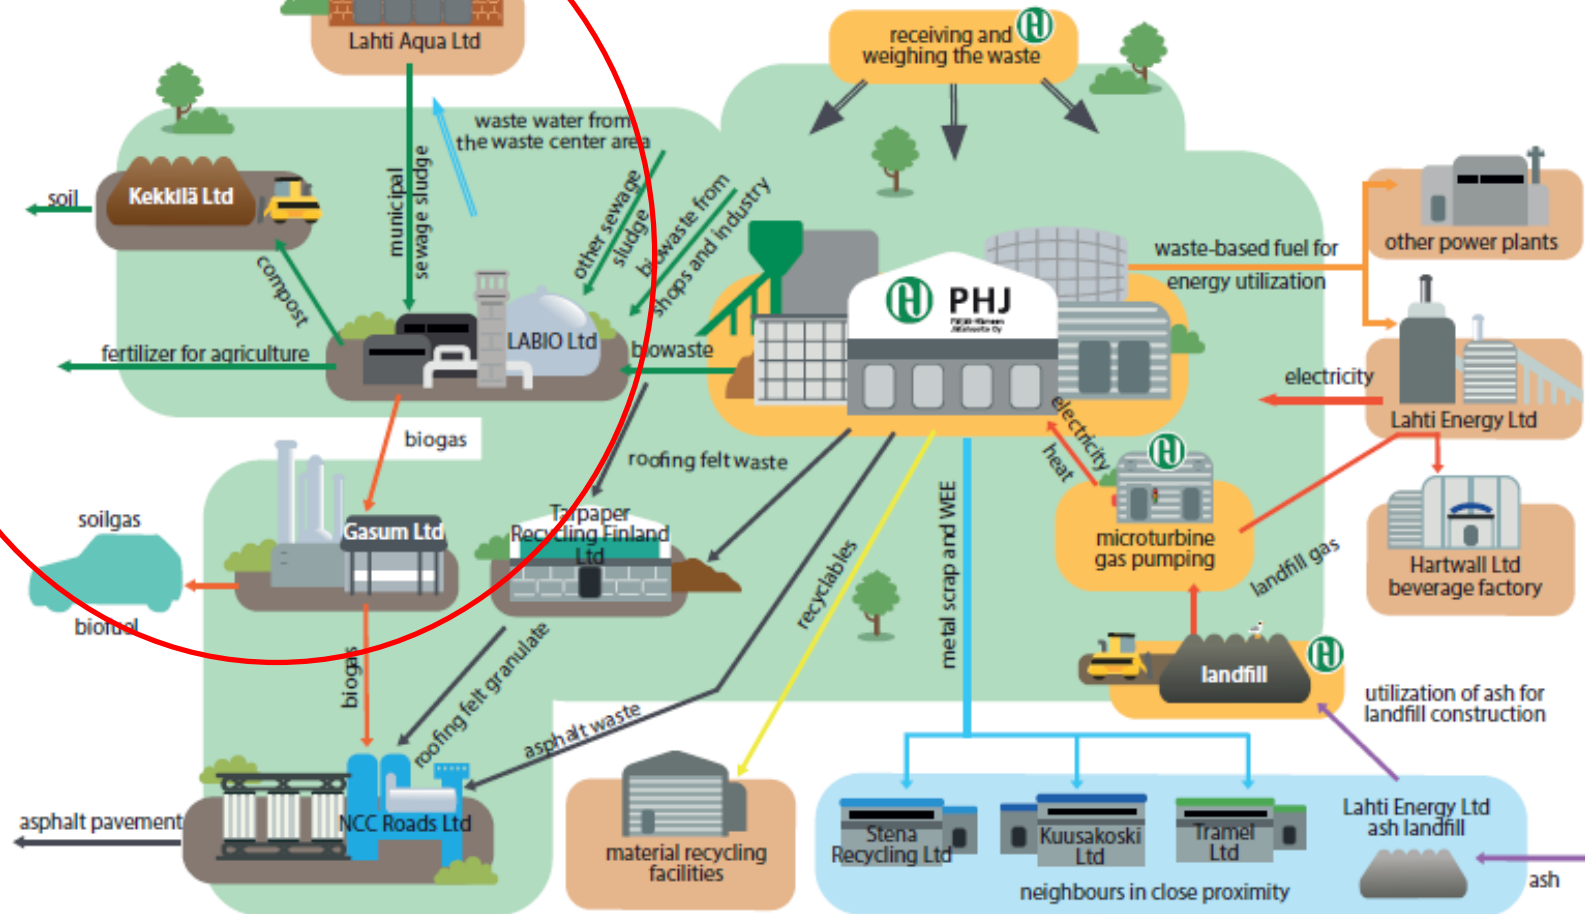 Lahti Aqua Ltd
receiving and
weighing the waste
waste water from
the waste center area
municipal
sewage sludge
other sewage
sludge
biowaste from
shops and industry
soil
Kekkilä Ltd
compost
fertilizer for agriculture
LABIO Ltd
biowaste
PHJ
waste-based fuel for
energy utilization
other power plants
electricity
Lahti Energy Ltd
biogas
roofing felt waste
electricity
heat
microturbine
gas pumping
landfill gas
Hartwall Ltd
beverage factory
soilgas
biofuel
Gasum Ltd
Tarpaper
Recycling Finland
Ltd
recyclables
metal scrap and WEE
landfill
utilization of ash for
landfill construction
biogas
roofing felt granulate
asphalt waste
asphalt pavement
NCC Roads Ltd
material recycling
facilities
Stena
Recycling Ltd
Kuusakoski
Ltd
Tramel
Ltd
Lahti Energy Ltd
ash landfill
ash
neighbours in close proximity